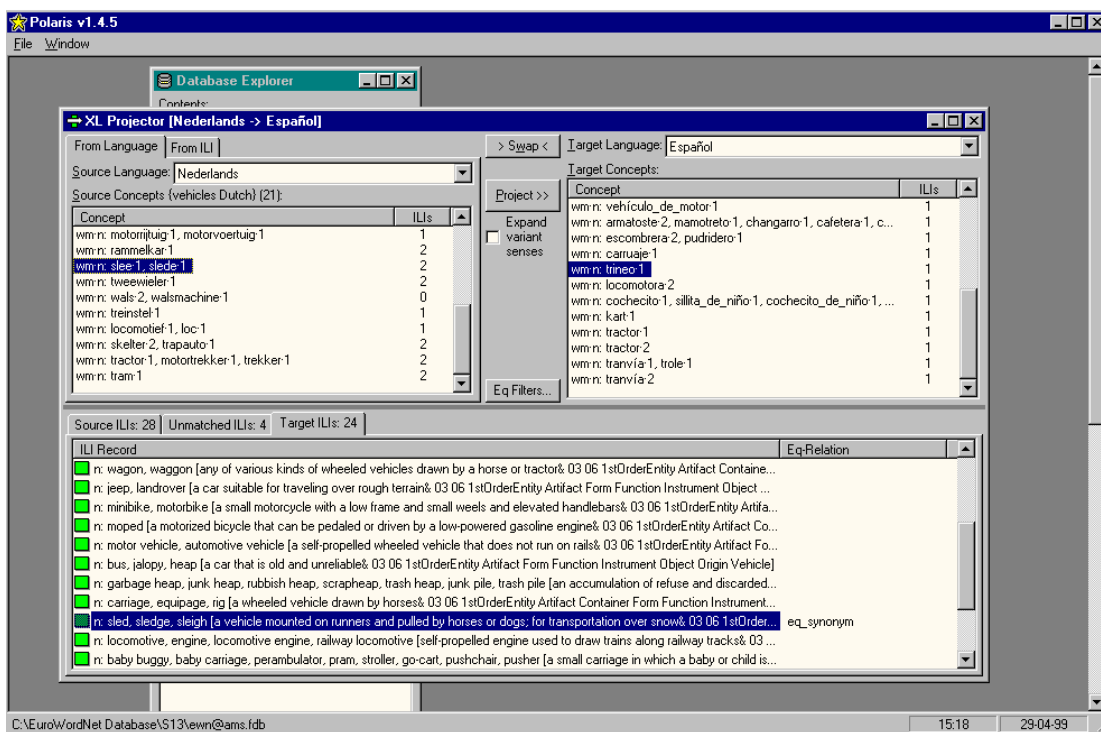 Polaris v1.4.5
File Window
Database Explorer
Contents:
XL Projector [Nederlands -> Español]
From Language From ILI
Source Language: Nederlands
Source Concepts {vehicles Dutch} (21):
Concept ILIs
wm·n: motorrijtuig·1, motorvoertuig·1 1
wm·n: rammelkar·1 2
wm·n: slee·1, slede·1 2
wm·n: tweewieler·1 2
wm·n: wals·2, walsmachine·1 0
wm·n: treinstel·1 1
wm·n: locomotief·1, loc·1 1
wm·n: skelter·2, trapauto·1 2
wm·n: tractor·1, motortrekker·1, trekker·1 2
wm·n: tram·1 2
> Swap <
Project >>
Expand
variant
senses
Eq Filters...
Target Language: Español
Target Concepts:
Concept ILIs
wm·n: vehículo_de_motor·1 1
wm·n: armatoste·2, mamotreto·1, changarro·1, cafetera·1, c... 1
wm·n: escombrera·2, pudridero·1 1
wm·n: carruaje·1 1
wm·n: trineo·1 1
wm·n: locomotora·2 1
wm·n: cochecito·1, sillita_de_niño·1, cochecito_de_niño·1, ... 1
wm·n: kart·1 1
wm·n: tractor·1 1
wm·n: tractor·2 1
wm·n: tranvía·1, trole·1 1
wm·n: tranvía·2 1
Source ILIs: 28 Unmatched ILIs: 4 Target ILIs: 24
ILI Record Eq-Relation
n: wagon, waggon [any of various kinds of wheeled vehicles drawn by a horse or tractor& 03 06 1stOrderEntity Artifact Containe...
n: jeep, landrover [a car suitable for traveling over rough terrain& 03 06 1stOrderEntity Artifact Form Function Instrument Object ...
n: minibike, motorbike [a small motorcycle with a low frame and small weels and elevated handlebars& 03 06 1stOrderEntity Artifa...
n: moped [a motorized bicycle that can be pedaled or driven by a low-powered gasoline engine& 03 06 1stOrderEntity Artifact Co...
n: motor vehicle, automotive vehicle [a self-propelled wheeled vehicle that does not run on rails& 03 06 1stOrderEntity Artifact Fo...
n: bus, jalopy, heap [a car that is old and unreliable& 03 06 1stOrderEntity Artifact Form Function Instrument Object Origin Vehicle]
n: garbage heap, junk heap, rubbish heap, scrapheap, trash heap, junk pile, trash pile [an accumulation of refuse and discarded...
n: carriage, equipage, rig [a wheeled vehicle drawn by horses& 03 06 1stOrderEntity Artifact Container Form Function Instrument...
n: sled, sledge, sleigh [a vehicle mounted on runners and pulled by horses or dogs; for transportation over snow& 03 06 1stOrder... eq_synonym
n: locomotive, engine, locomotive engine, railway locomotive [self-propelled engine used to draw trains along railway tracks& 03 ...
n: baby buggy, baby carriage, perambulator, pram, stroller, go-cart, pushchair, pusher [a small carriage in which a baby or child is...
C:\EuroWordNet Database\S13\ewn@ams.fdb 15:18 29-04-99